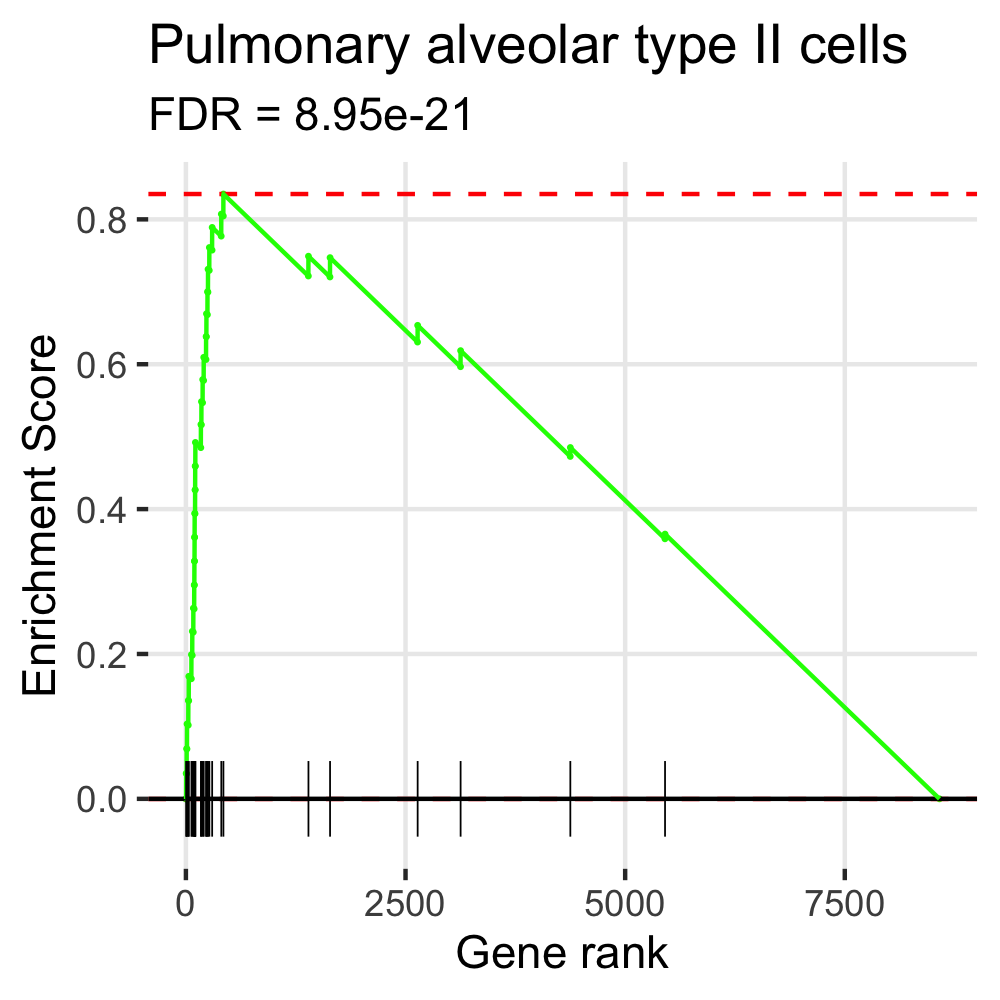 Pulmonary alveolar type II cells
FDR = 8.95e-21
Enrichment Score
0.8
0.6
0.4
0.2
0.0
0
2500
5000
7500
Gene rank